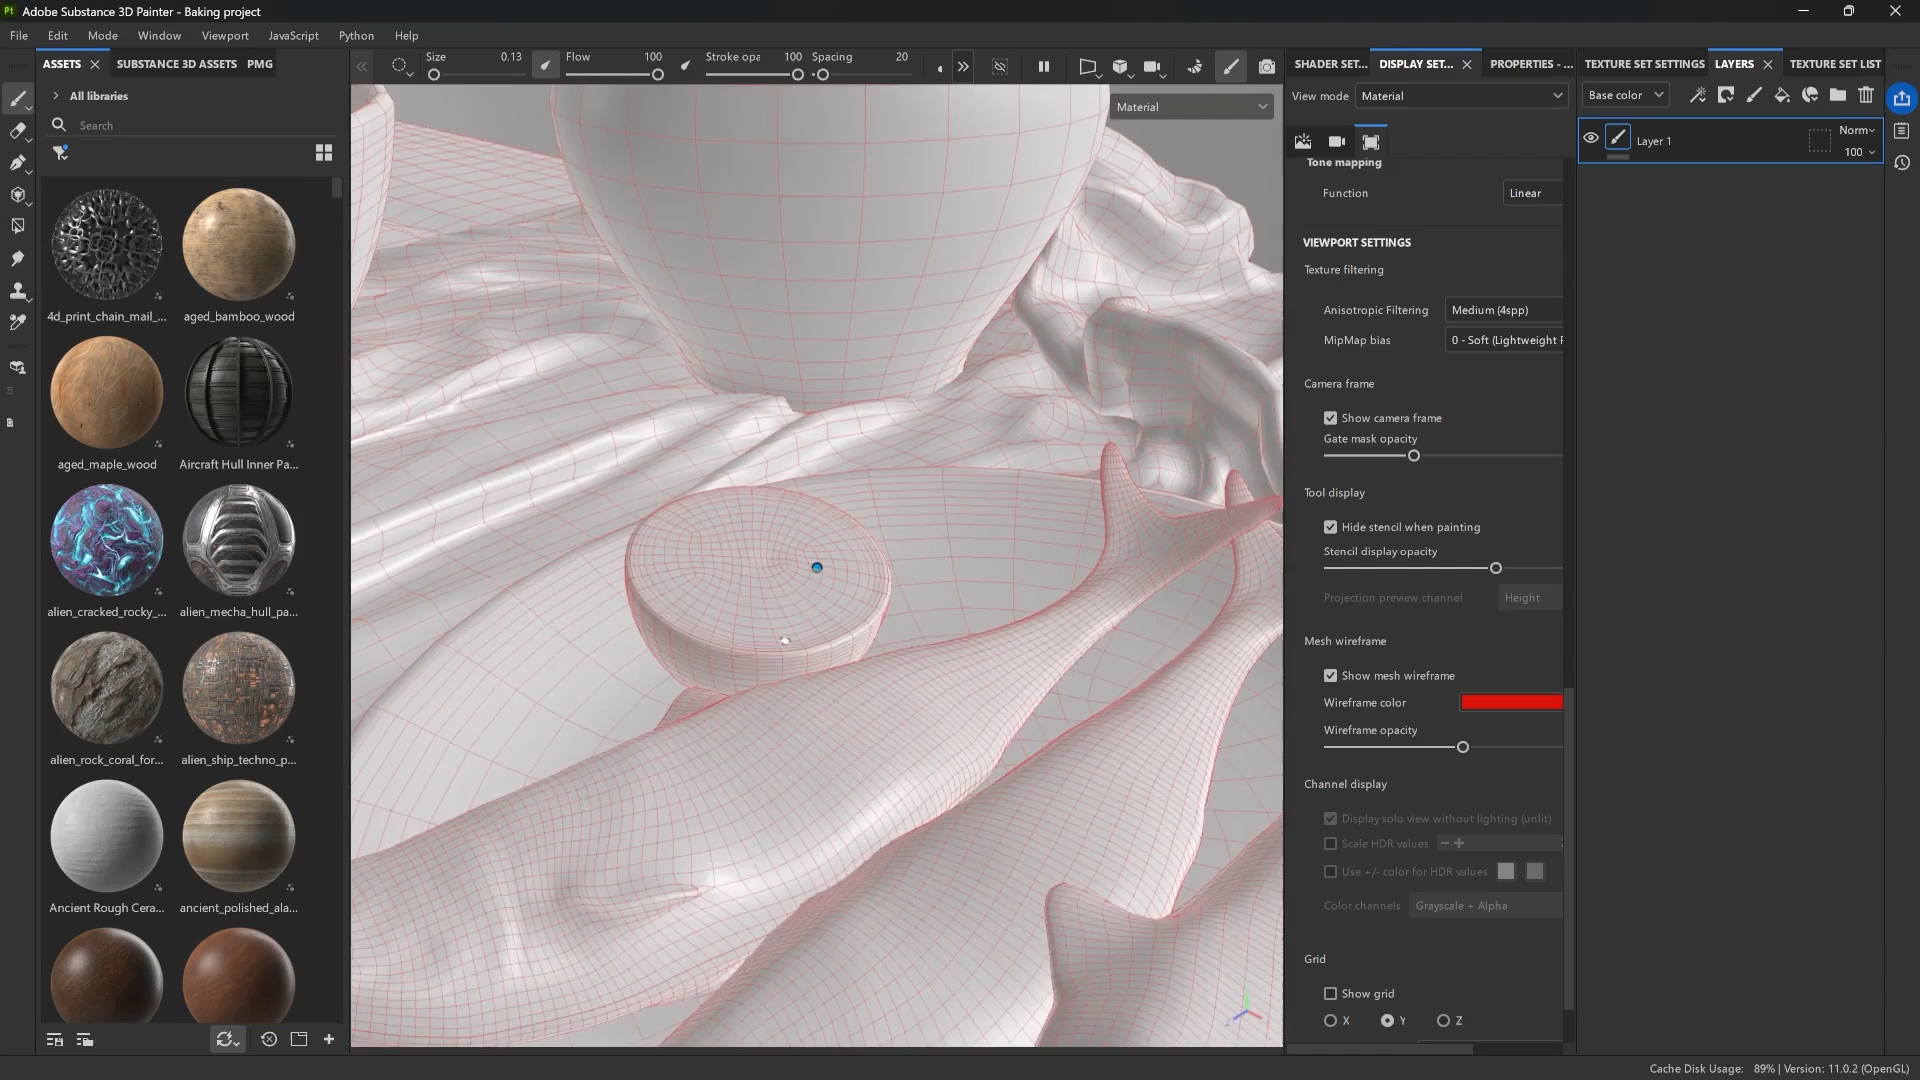 Pt Adobe Substance 3D Painter - Baking project
File Edit Mode Window Viewport JavaScript Python Help
ASSETS SUBSTANCE 3D ASSETS PMG
All libraries
Search
4d_print_chain_mail_...
aged_bamboo_wood
aged_maple_wood
Aircraft Hull Inner Pa...
alien_cracked_rocky_...
alien_mecha_hull_pa...
alien_rock_coral_for...
alien_ship_techno_p...
Ancient Rough Cera...
ancient_polished_ala...
Size 0.13 Flow 100 Stroke opa 100 Spacing 20
Material
SHADER SET... DISPLAY SET... PROPERTIES - ...
View mode Material
Tone mapping
Function Linear
VIEWPORT SETTINGS
Texture filtering
Anisotropic Filtering Medium (4spp)
MipMap bias 0 - Soft (Lightweight
Camera frame
Show camera frame
Gate mask opacity
Tool display
Hide stencil when painting
Stencil display opacity
Projection preview channel Height
Mesh wireframe
Show mesh wireframe
Wireframe color
Wireframe opacity
Channel display
Display solo view without lighting (unlit)
Scale HDR values
Use +/- color for HDR values
Color channels Grayscale + Alpha
Grid
Show grid
X Y Z
TEXTURE SET SETTINGS LAYERS TEXTURE SET LIST
Base color
Layer 1
Norm
100
Cache Disk Usage: 89% | Version: 11.0.2 (OpenGL)